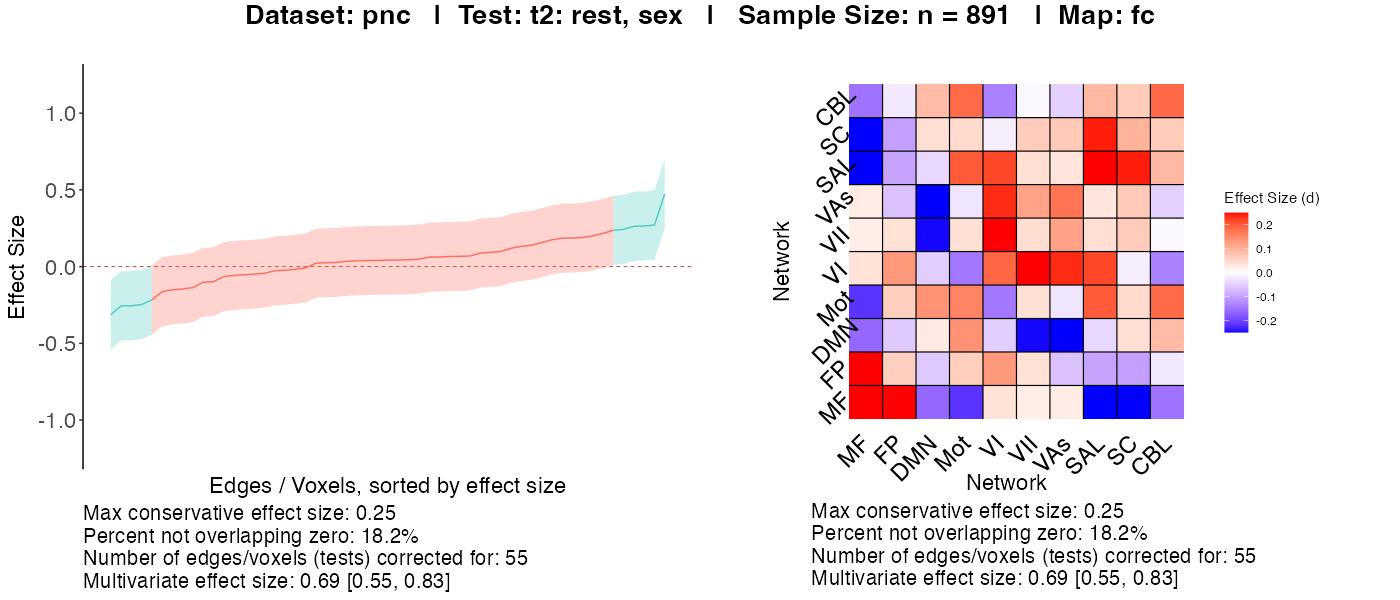 Dataset: pnc | Test: t2: rest, sex | Sample Size: n = 891 | Map: fc
Effect Size
1.0
0.5
0.0
-0.5
-1.0
Edges / Voxels, sorted by effect size
Max conservative effect size: 0.25
Percent not overlapping zero: 18.2%
Number of edges/voxels (tests) corrected for: 55
Multivariate effect size: 0.69 [0.55, 0.83]
Network
CBL
SC
SAL
VAs
VII
VI
Mot
DMN
FP
MF
MF FP DMN Mot VI VII VAs SAL SC CBL
Network
Effect Size (d)
0.2
0.1
0.0
-0.1
-0.2
Max conservative effect size: 0.25
Percent not overlapping zero: 18.2%
Number of edges/voxels (tests) corrected for: 55
Multivariate effect size: 0.69 [0.55, 0.83]